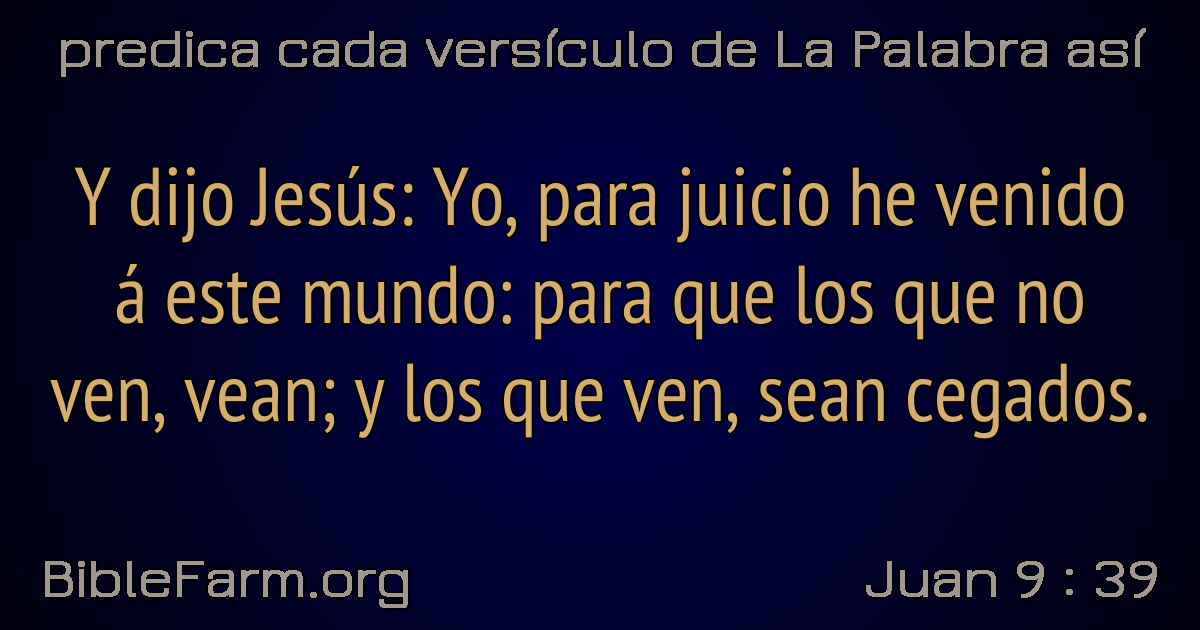 predica cada versículo de La Palabra así
Y dijo Jesús: Yo, para juicio he venido
á este mundo: para que los que no
ven, vean; y los que ven, sean cegados.
BibleFarm.org
Juan 9 : 39